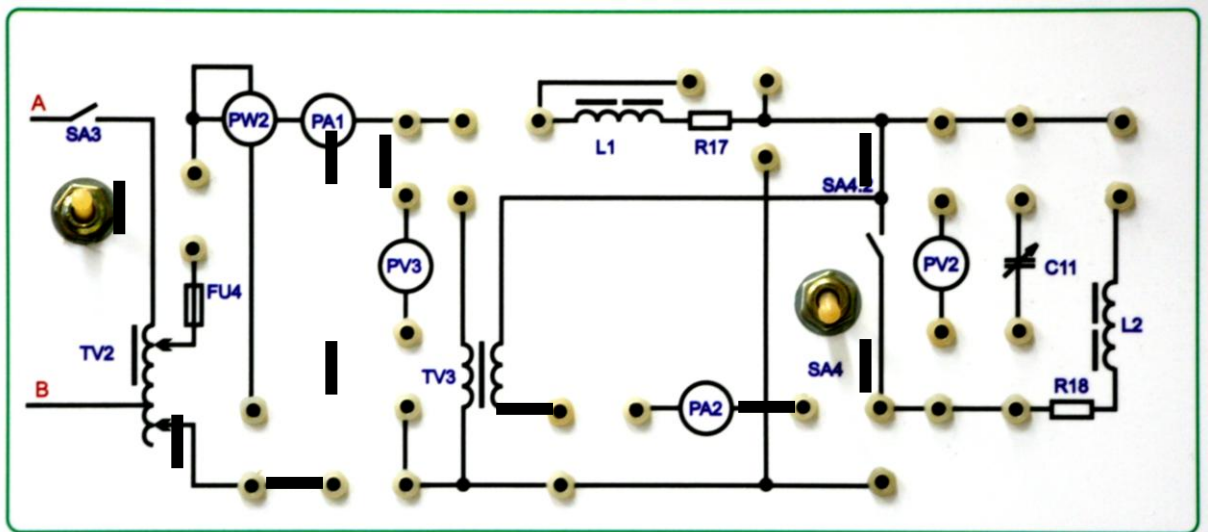 A
SA3
PW2
PA1
L1
R17
SA4.2
PV3
PV2
C11
FU4
L2
TV2
TV3
SA4
B
PA2
R18